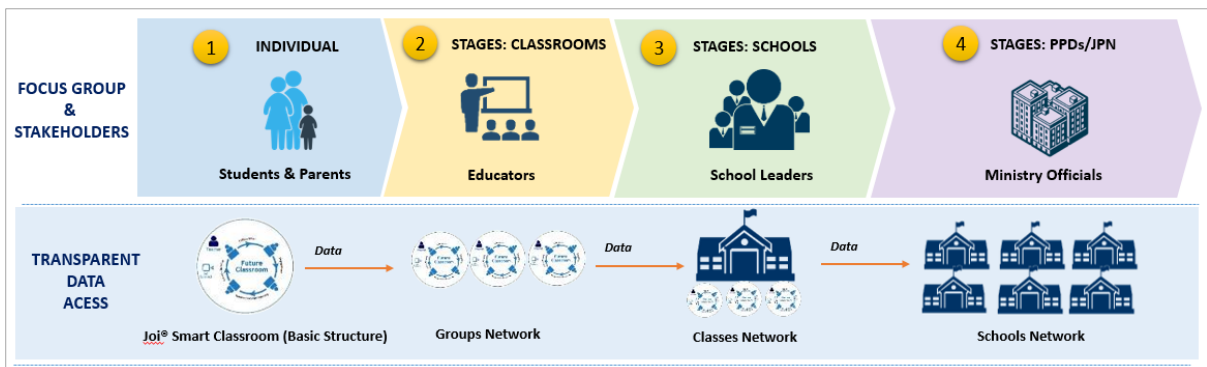 1
INDIVIDUAL
2
STAGES: CLASSROOMS
3
STAGES: SCHOOLS
4
STAGES: PPDs/JPN
FOCUS GROUP
&
STAKEHOLDERS
Students & Parents
Educators
School Leaders
Ministry Officials
TRANSPARENT
DATA
ACESS
Future
Classroom
Data
Data
Data
Joi® Smart Classroom (Basic Structure)
Groups Network
Classes Network
Schools Network